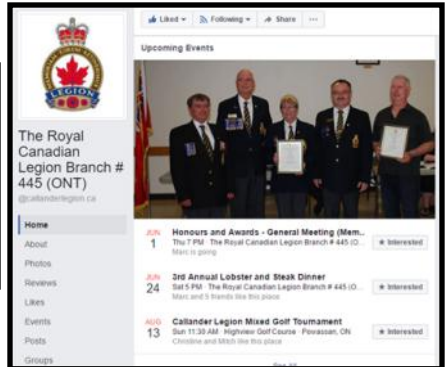 Liked
Following
Share
LEGION
The Royal
Canadian
Legion Branch #
445 (ONT)
@callanderlegion.ca
Home
About
Photos
Reviews
Likes
Events
Posts
Groups
Upcoming Events
JUN
1
Honours and Awards - General Meeting (Mem...
Thu 7 PM · The Royal Canadian Legion Branch # 445 (O...
Marc is going
Interested
JUN
24
3rd Annual Lobster and Steak Dinner
Sat 5 PM · The Royal Canadian Legion Branch # 445 (O...
Marc and 5 friends like this place
Interested
AUG
13
Callander Legion Mixed Golf Tournament
Sun 11:30 AM · Highview Golf Course · Powassan, ON
Christine and Mitch like this place
Interested
See All